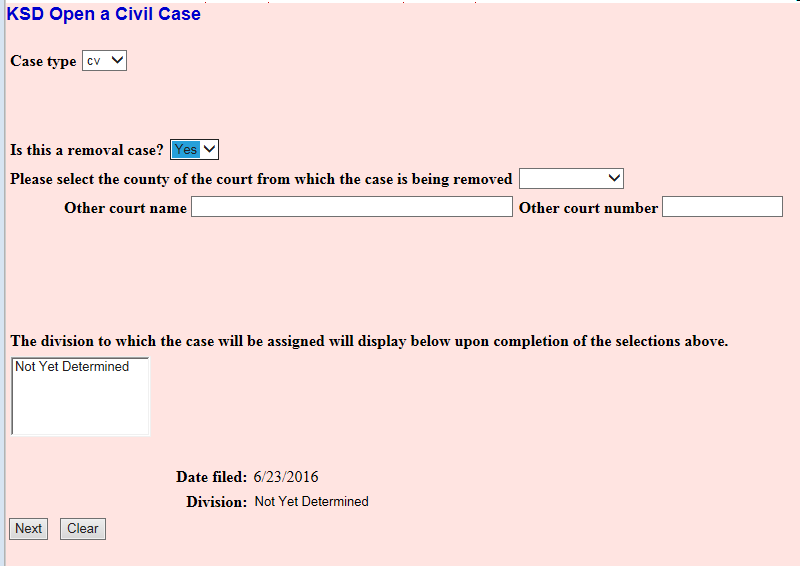 KSD Open a Civil Case
Case type cv
Is this a removal case? Yes
Please select the county of the court from which the case is being removed
Other court name Other court number
The division to which the case will be assigned will display below upon completion of the selections above.
Not Yet Determined
Date filed: 6/23/2016
Division: Not Yet Determined
Next Clear